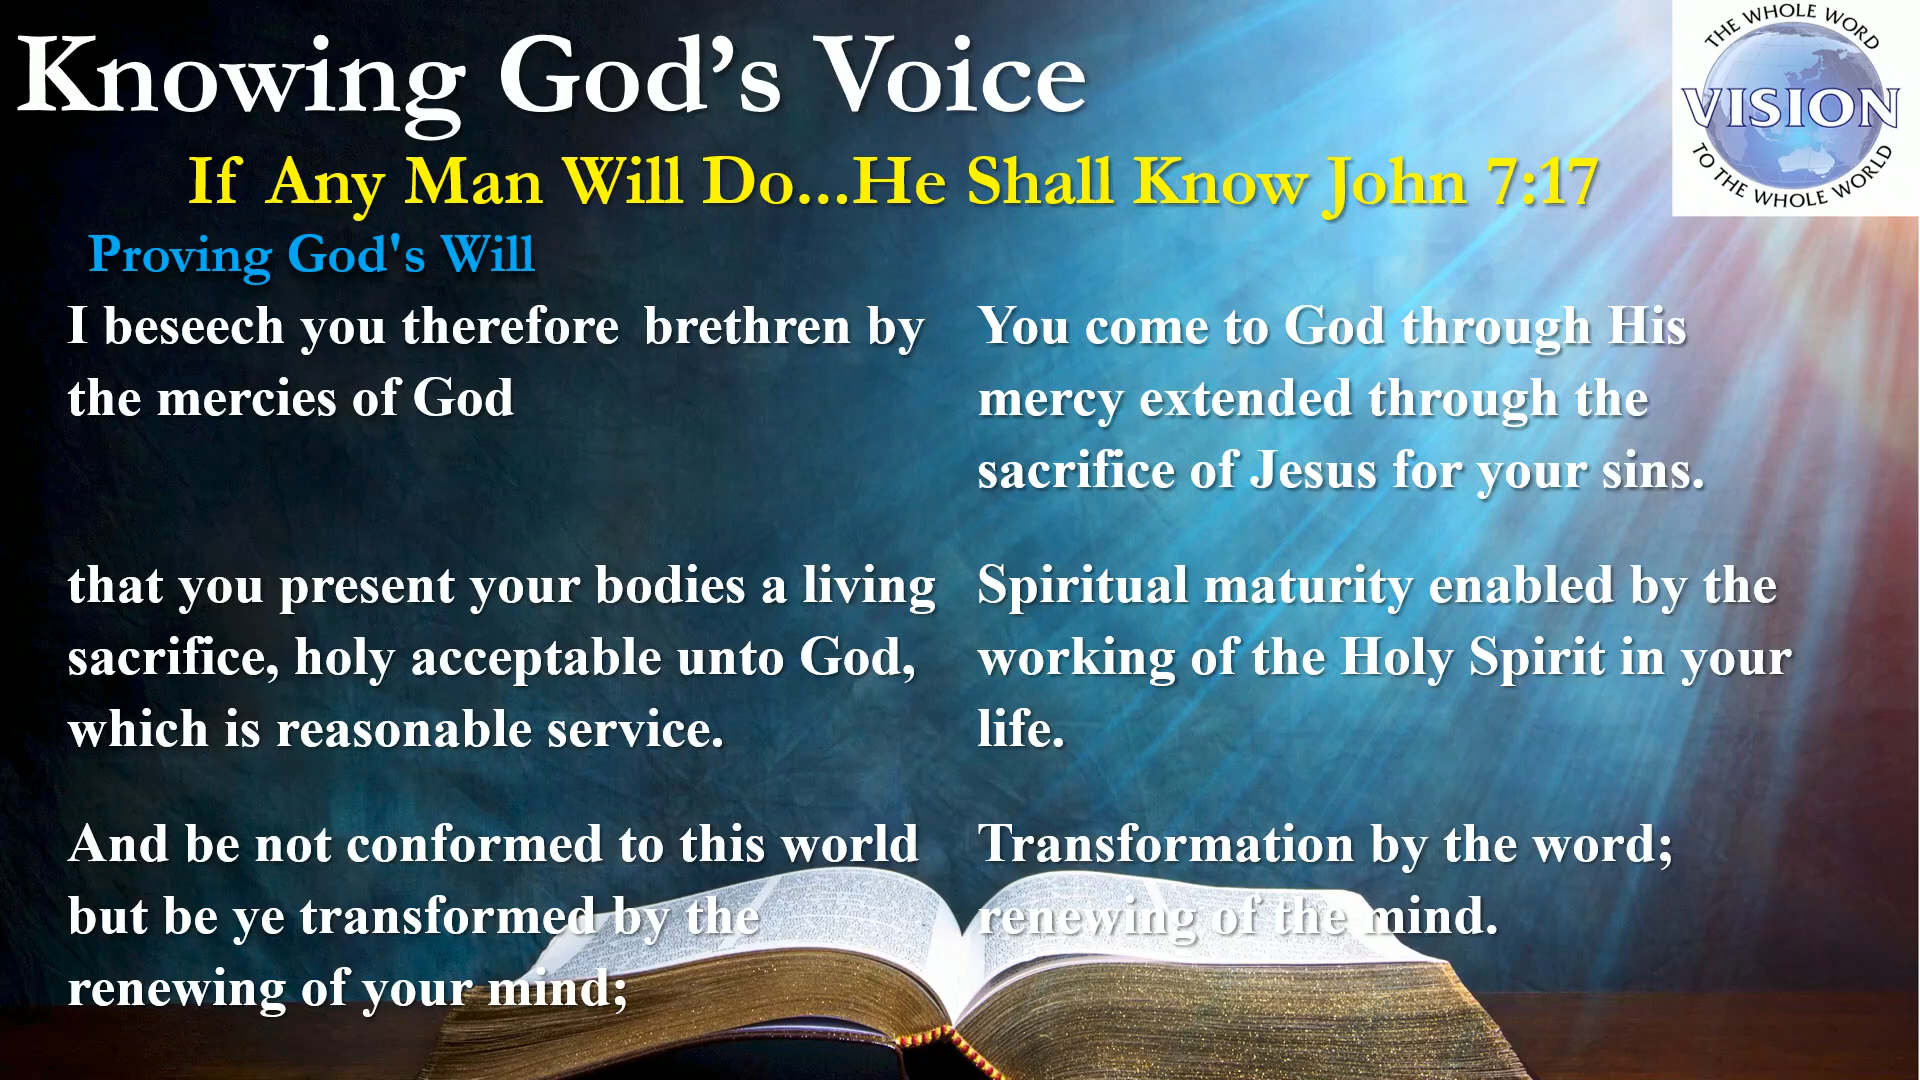 Knowing God’s Voice
THE WHOLE WORD
VISION
TO THE WHOLE WORLD
If Any Man Will Do...He Shall Know John 7:17
Proving God's Will
I beseech you therefore brethren by
the mercies of God
You come to God through His
mercy extended through the
sacrifice of Jesus for your sins.
that you present your bodies a living
sacrifice, holy acceptable unto God,
which is reasonable service.
Spiritual maturity enabled by the
working of the Holy Spirit in your
life.
And be not conformed to this world
but be ye transformed by the
renewing of your mind;
Transformation by the word;
renewing of the mind.